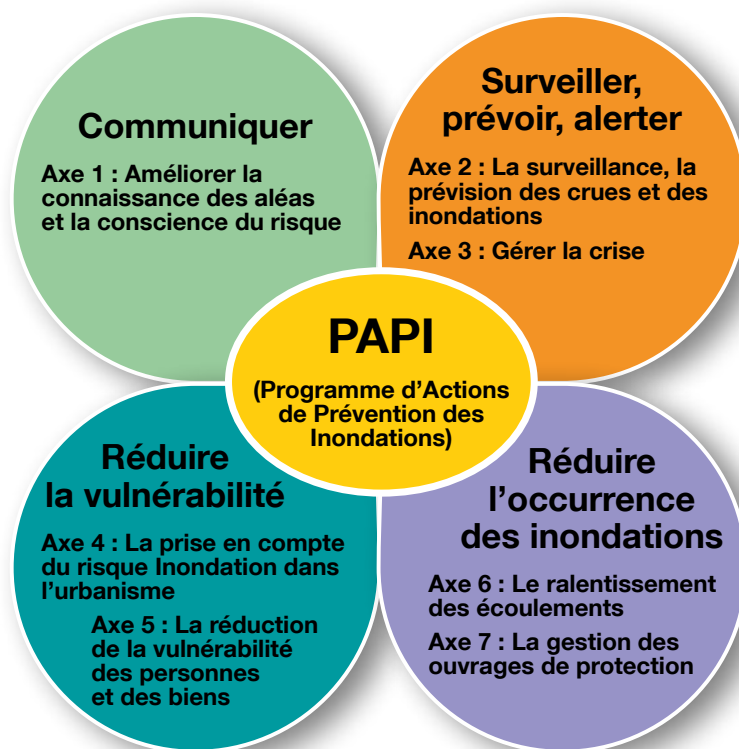 Communiquer
Axe 1 : Améliorer la
connaissance des aléas
et la conscience du risque
Surveiller,
prévoir, alerter
Axe 2 : La surveillance, la
prévision des crues et des
inondations
Axe 3 : Gérer la crise
PAPI
(Programme d’Actions
de Prévention des
Inondations)
Réduire
la vulnérabilité
Axe 4 : La prise en compte
du risque Inondation dans
l’urbanisme
Axe 5 : La réduction
de la vulnérabilité
des personnes
et des biens
Réduire
l’occurrence
des inondations
Axe 6 : Le ralentissement
des écoulements
Axe 7 : La gestion des
ouvrages de protection